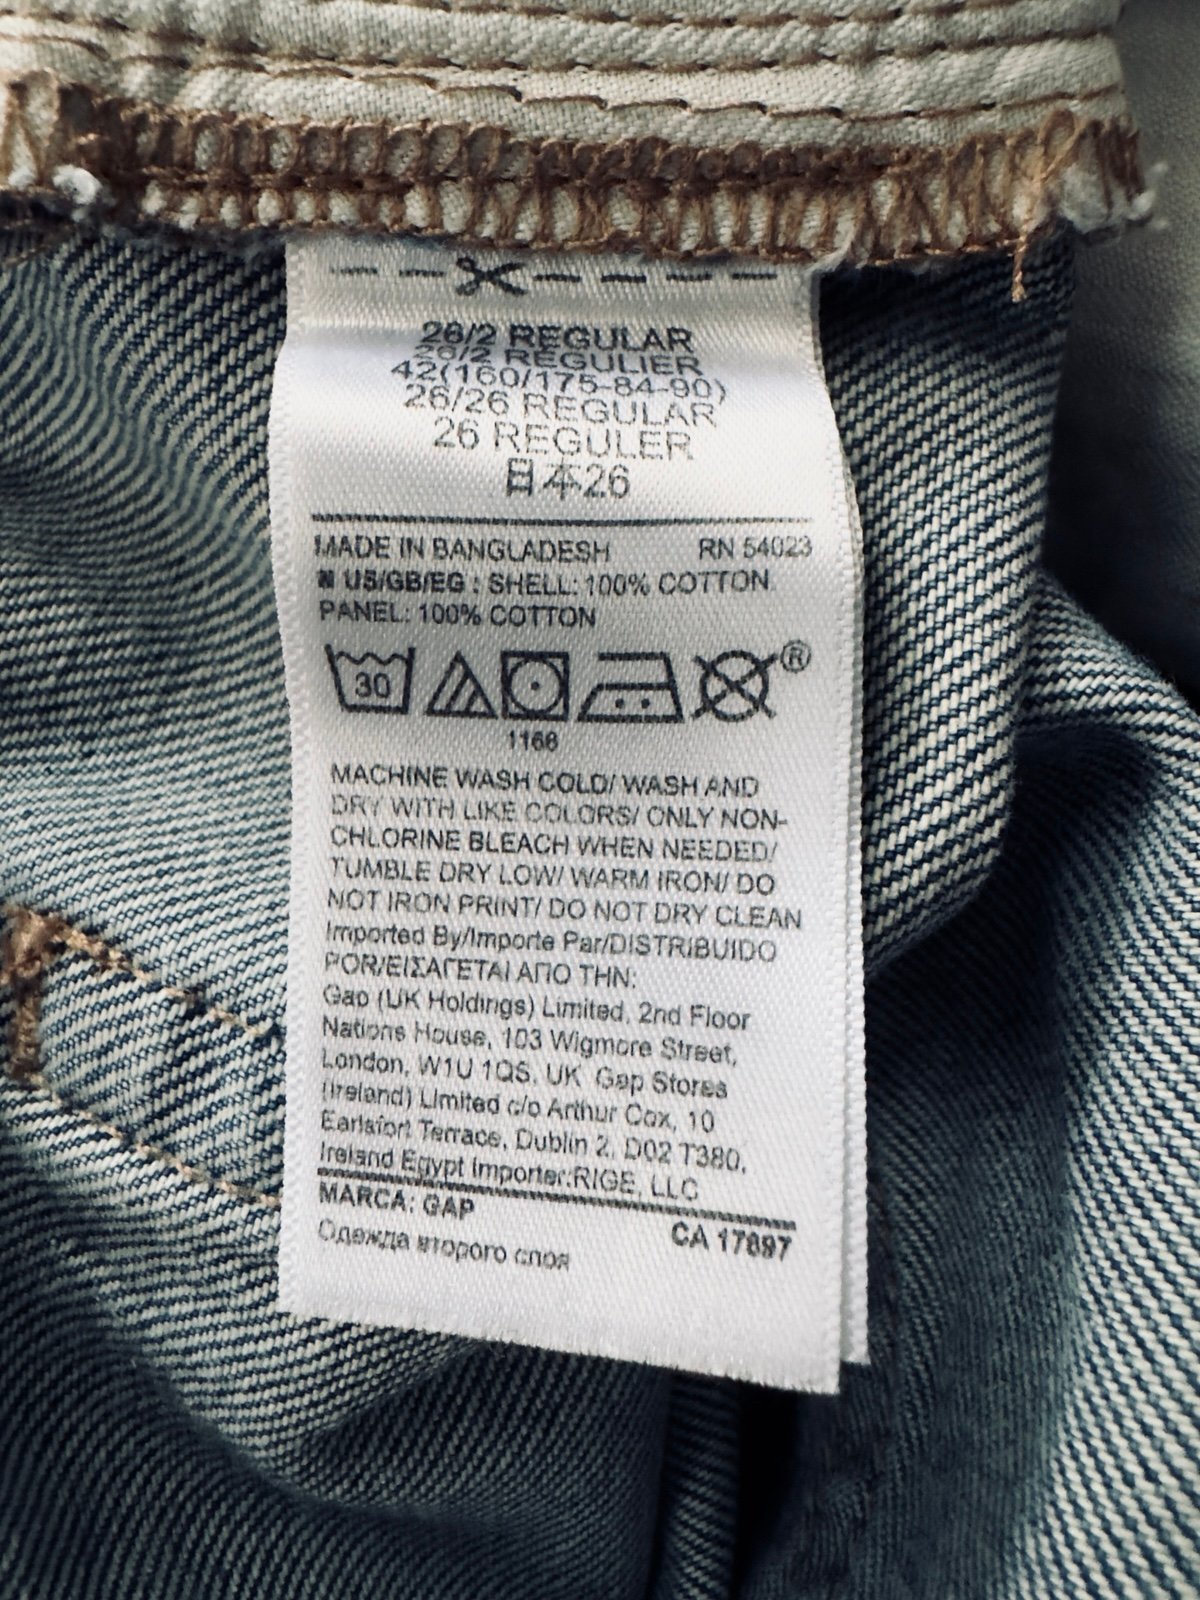 26/2 REGULAR
26/2 REGULIER
42(160/175-84-90)
26/26 REGULAR
26 REGULER
日本26
MADE IN BANGLADESH RN 54023
US/GB/EG : SHELL: 100% COTTON
PANEL: 100% COTTON
30
®
1166
MACHINE WASH COLD/ WASH AND
DRY WITH LIKE COLORS/ ONLY NON-
CHLORINE BLEACH WHEN NEEDED/
TUMBLE DRY LOW/ WARM IRON/ DO
NOT IRON PRINT/ DO NOT DRY CLEAN
Imported By/Importe Par/DISTRIBUIDO
POR/ΕΙΣΑΓΕΤΑΙ ΑΠΟ ΤΗΝ:
Gap (UK Holdings) Limited, 2nd Floor
Nations House, 103 Wigmore Street,
London, W1U 1QS, UK Gap Stores
(Ireland) Limited c/o Arthur Cox, 10
Earlsfort Terrace, Dublin 2, D02 T380,
Ireland Egypt Importer:RIGE, LLC
MARCA: GAP CA 17897
Одежда второго слоя